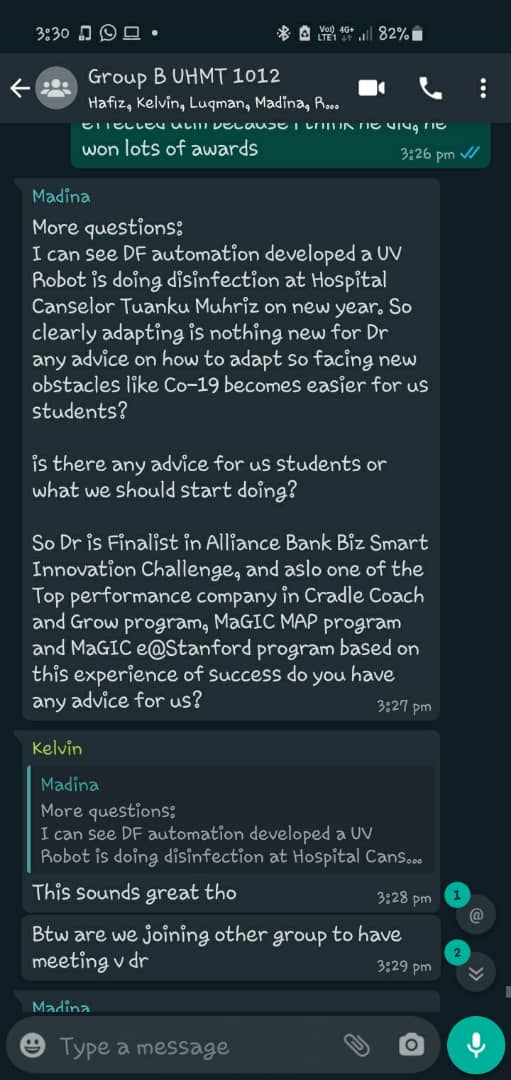 3:30
Voo) 4G+
LTE1
82%
Group B UHMT 1012
Hafiz, Kelvin, Luqman, Madina, R...
won lots of awards
3:26 pm
Madina
More questions:
I can see DF automation developed a UV
Robot is doing disinfection at Hospital
Canselor Tuanku Muhriz on new year. So
clearly adapting is nothing new for Dr
any advice on how to adapt so facing new
obstacles like Co-19 becomes easier for us
students?
is there any advice for us students or
what we should start doing?
So Dr is Finalist in Alliance Bank Biz Smart
Innovation Challenge, and aslo one of the
Top performance company in Cradle Coach
and Grow program, MaGIC MAP program
and MaGIC e@Stanford program based on
this experience of success do you have
any advice for us?
3:27 pm
Kelvin
Madina
More questions:
I can see DF automation developed a UV
Robot is doing disinfection at Hospital Cans...
This sounds great tho
3:28 pm
1
@
Btw are we joining other group to have
meeting v dr
3:29 pm
2
Madina
Type a message